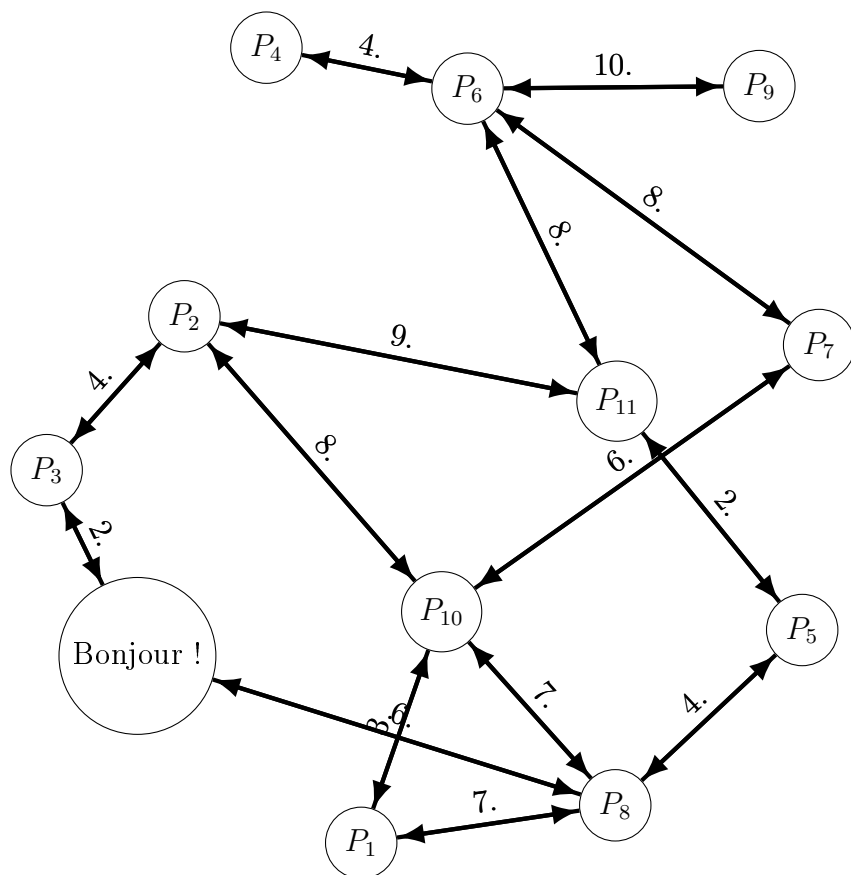 P₄
4.
P₆
10.
P₉
8.
8.
P₂
9.
P₇
4.
P₁₁
8.
6.
P₃
2.
2.
P₁₀
P₅
Bonjour !
7.
4.
3.
6.
7.
P₈
P₁